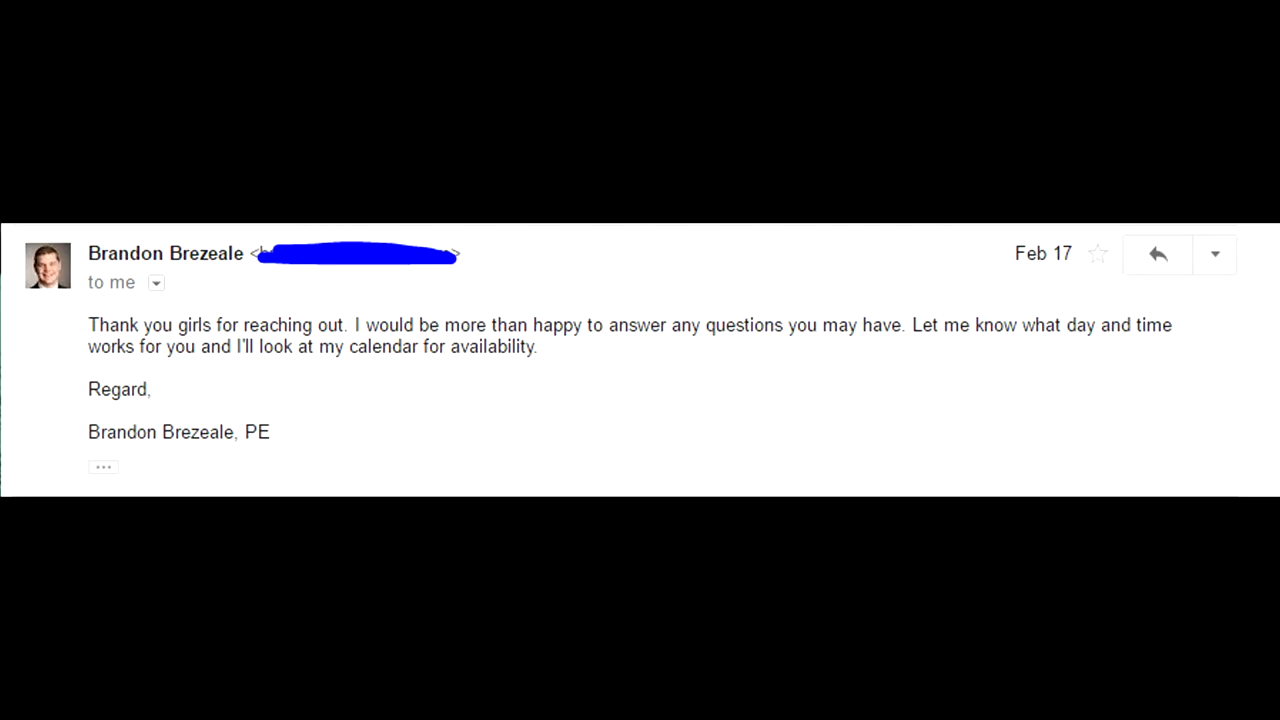 Brandon Brezeale < >
Feb 17
to me
Thank you girls for reaching out. I would be more than happy to answer any questions you may have. Let me know what day and time
works for you and I'll look at my calendar for availability.
Regard,
Brandon Brezeale, PE